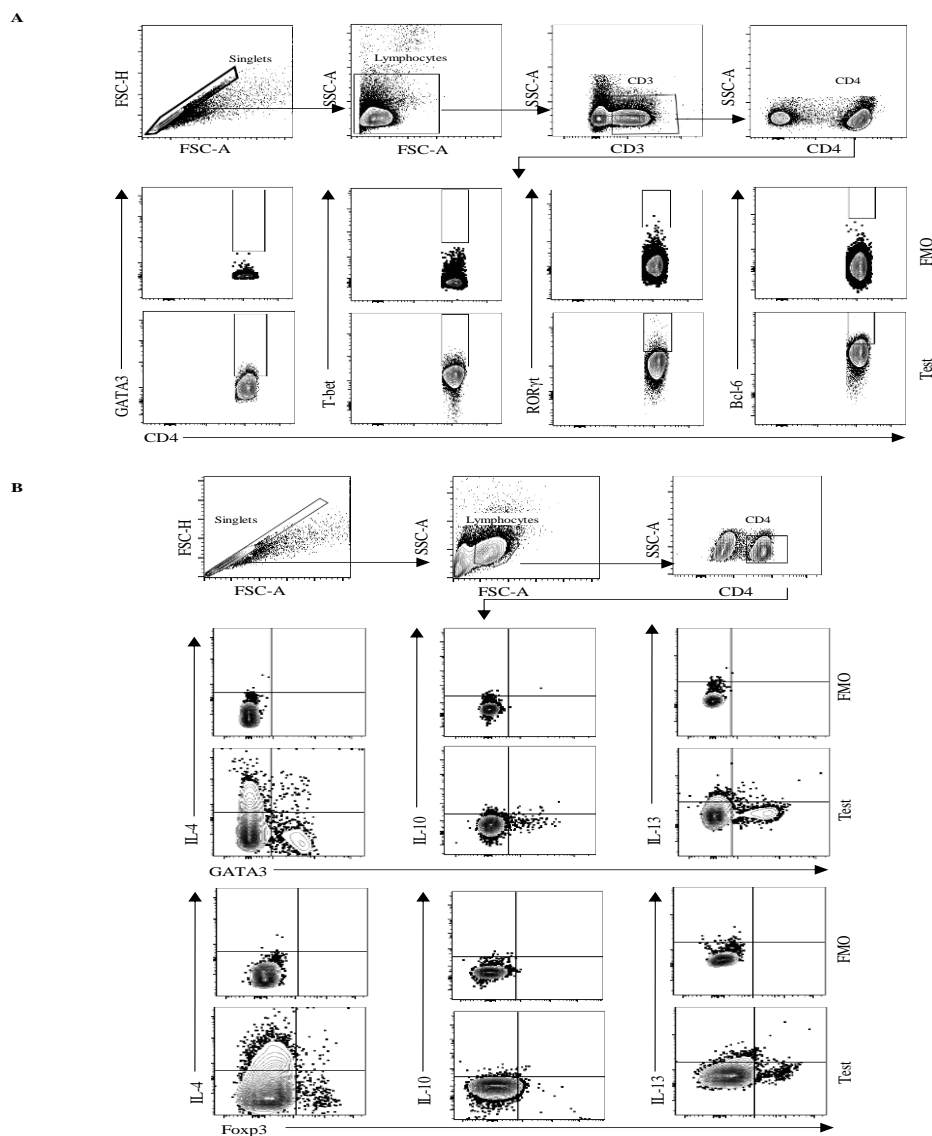 A
FSC-H
Singlets
FSC-A
SSC-A
Lymphocytes
FSC-A
SSC-A
CD3
CD3
SSC-A
CD4
CD4
GATA3
T-bet
RORγt
Bcl-6
FMO
Test
CD4
B
FSC-H
Singlets
FSC-A
SSC-A
Lymphocytes
FSC-A
SSC-A
CD4
CD4
IL-4
IL-10
IL-13
FMO
Test
GATA3
IL-4
IL-10
IL-13
FMO
Test
Foxp3